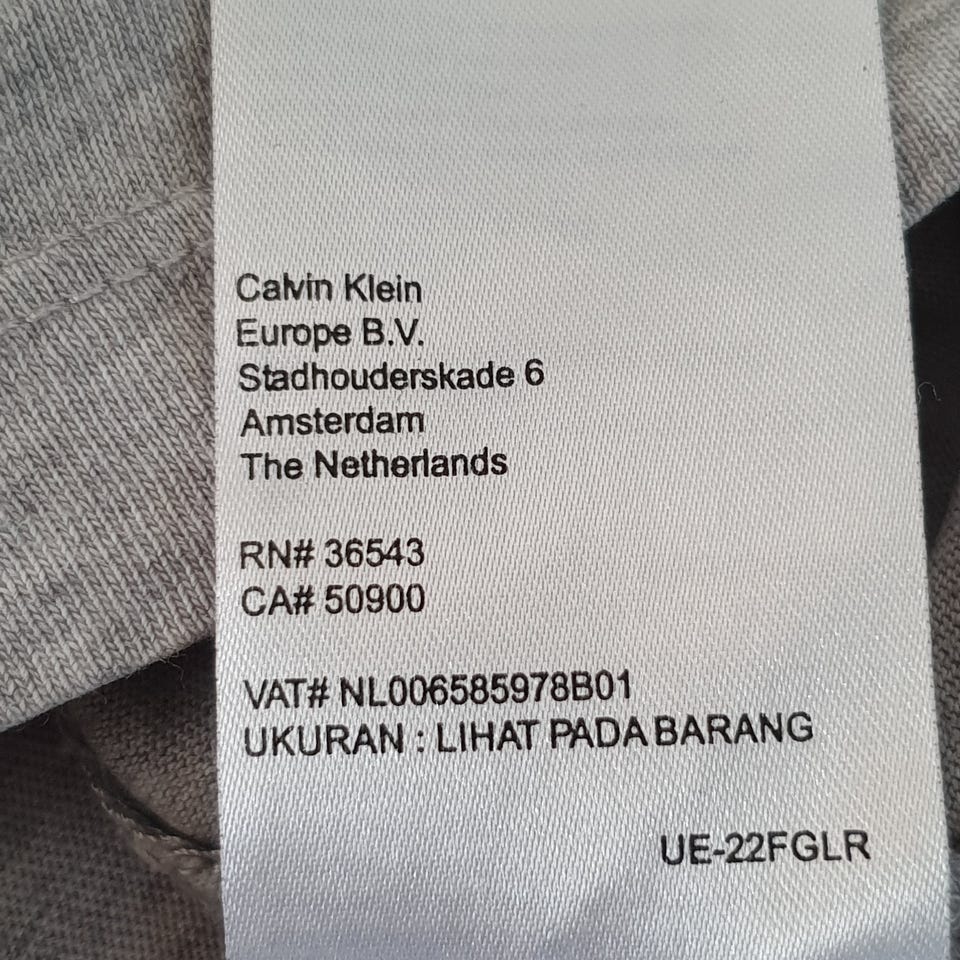 Calvin Klein
Europe B.V.
Stadhouderskade 6
Amsterdam
The Netherlands
RN# 36543
CA# 50900
VAT# NL006585978B01
UKURAN : LIHAT PADA BARANG
UE-22FGLR